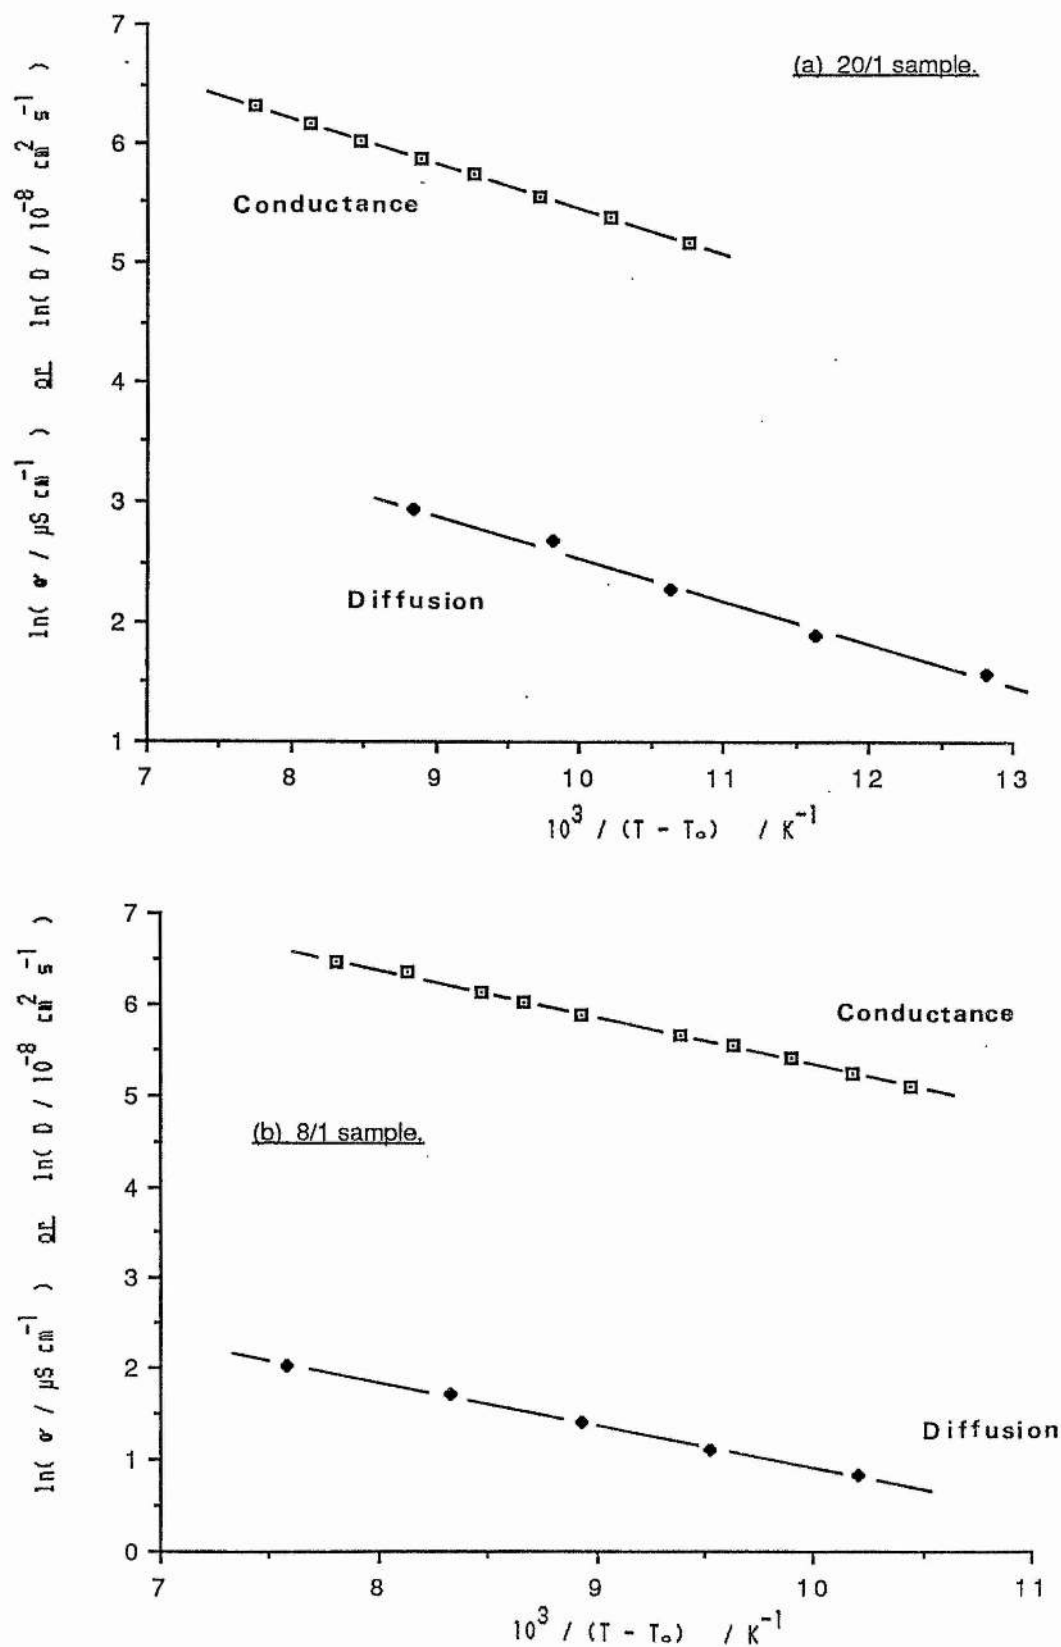 (a) 20/1 sample.
ln( σ / µS cm⁻¹ ) or ln( D / 10⁻⁸ cm² s⁻¹ )
7
6
5
4
3
2
1
Conductance
Diffusion
7 8 9 10 11 12 13
10³ / (T - T₀) / K⁻¹
ln( σ / µS cm⁻¹ ) or ln( D / 10⁻⁸ cm² s⁻¹ )
7
6
5
4
3
2
1
0
Conductance
(b) 8/1 sample.
Diffusion
7 8 9 10 11
10³ / (T - T₀) / K⁻¹